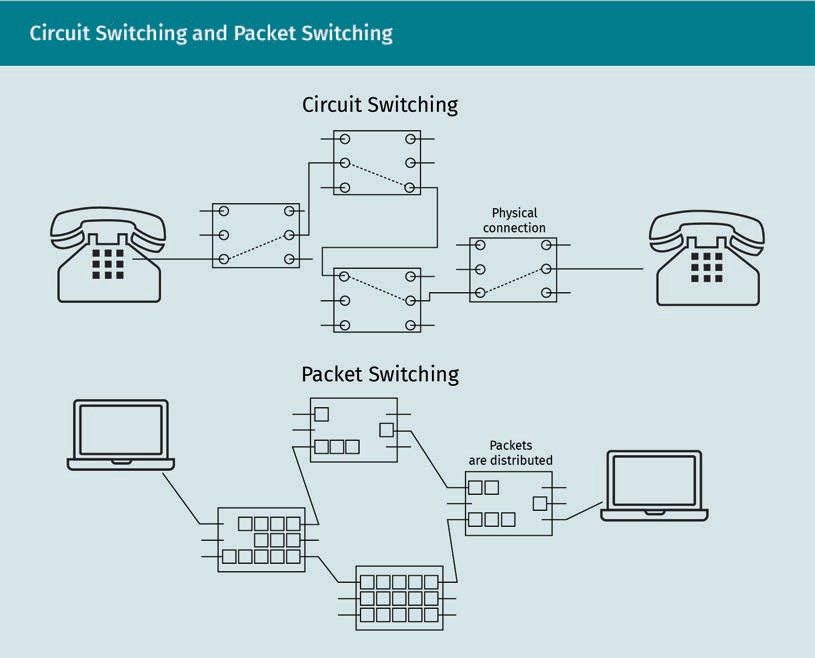 Circuit Switching and Packet Switching
Circuit Switching
Physical
connection
Packet Switching
Packets
are distributed